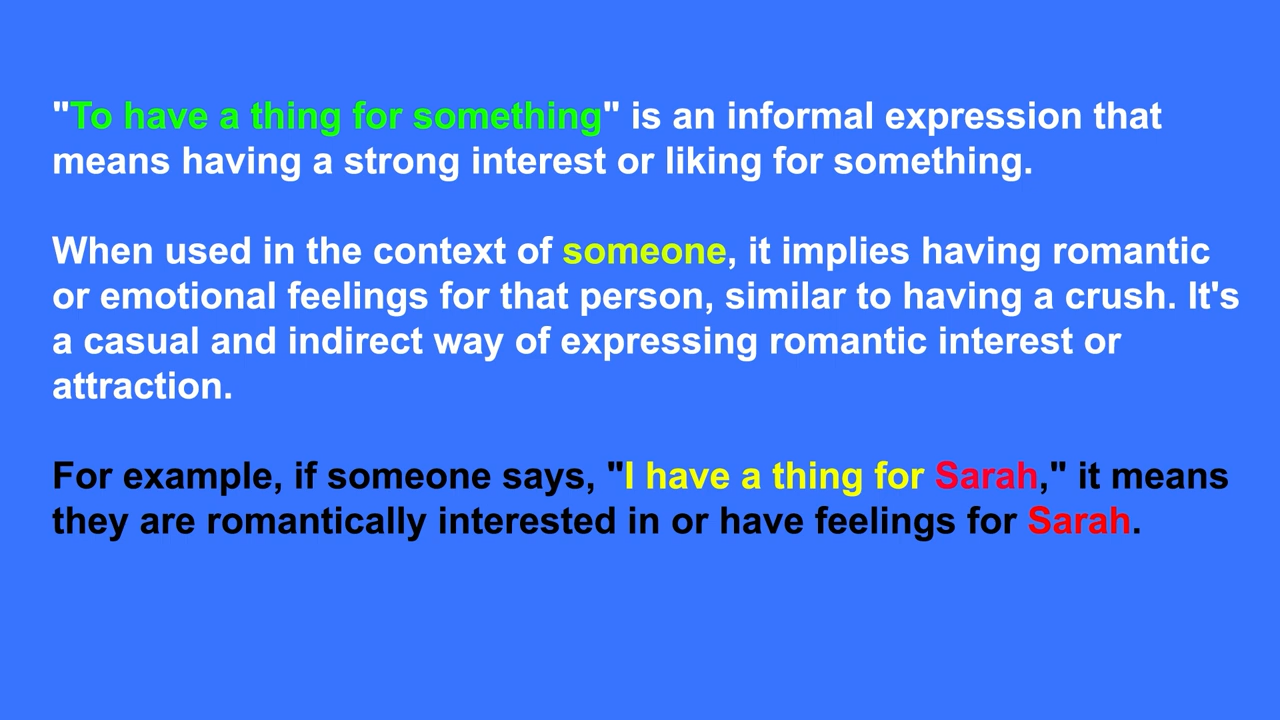 "To have a thing for something" is an informal expression that
means having a strong interest or liking for something.
When used in the context of someone, it implies having romantic
or emotional feelings for that person, similar to having a crush. It's
a casual and indirect way of expressing romantic interest or
attraction.
For example, if someone says, "I have a thing for Sarah," it means
they are romantically interested in or have feelings for Sarah.